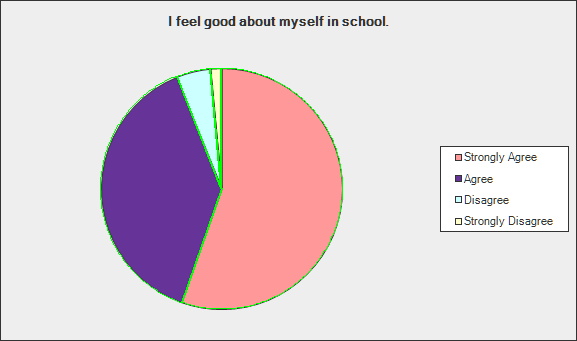 I feel good about myself in school.
Strongly Agree
Agree
Disagree
Strongly Disagree